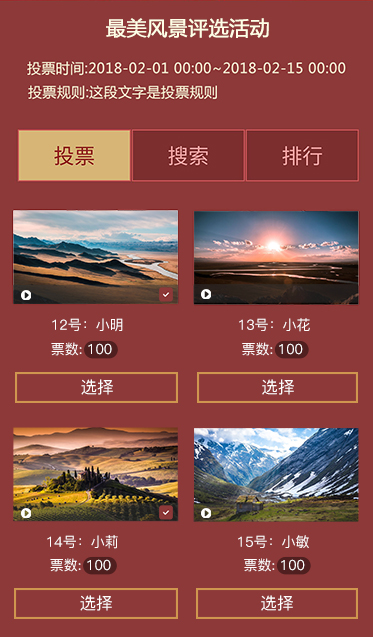 最美风景评选活动
投票时间:2018-02-01 00:00~2018-02-15 00:00
投票规则:这段文字是投票规则
投票 搜索 排行
12号：小明 13号：小花
票数:100 票数:100
选择 选择
14号：小莉 15号：小敏
票数:100 票数:100
选择 选择